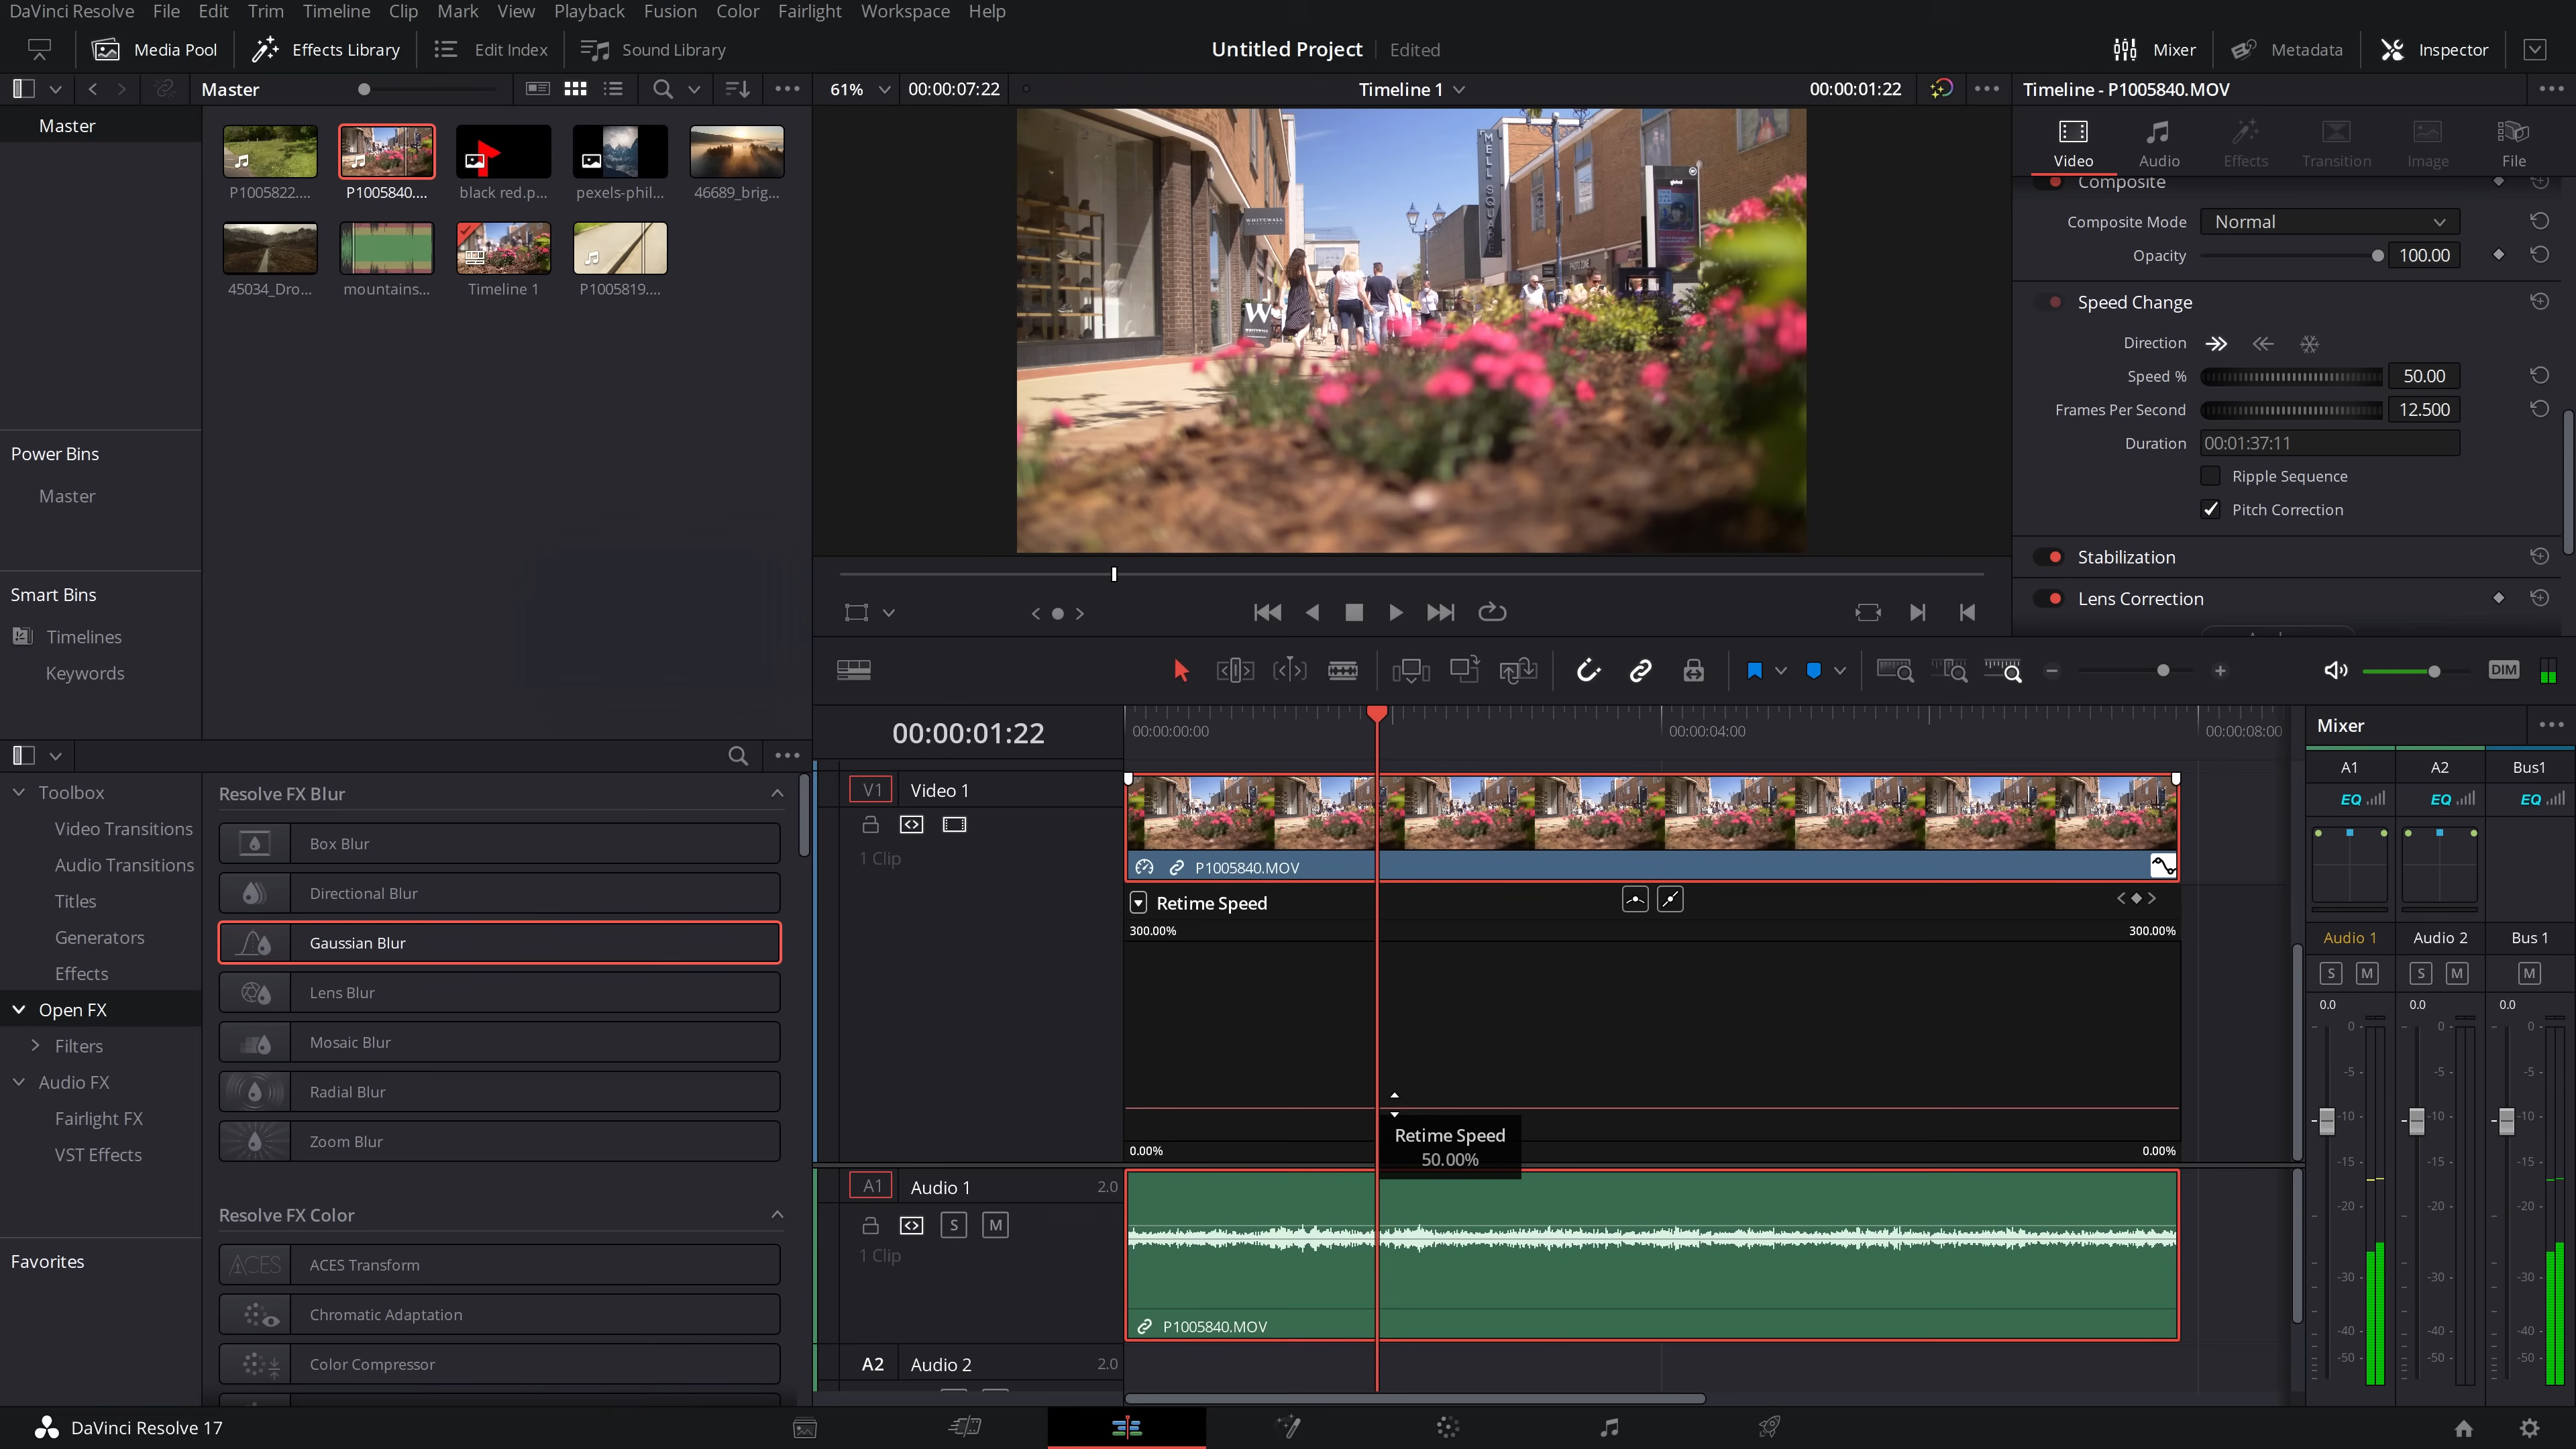 DaVinci Resolve File Edit Trim Timeline Clip Mark View Playback Fusion Color Fairlight Workspace Help
Media Pool Effects Library Edit Index Sound Library Untitled Project Edited Mixer Metadata Inspector
Master 61% 00:00:07:22 Timeline 1 00:00:01:22 Timeline - P1005840.MOV
Master
P1005822.... P1005840.... black red.p... pexels-phil... 46689_brig...
45034_Dro... mountains... Timeline 1 P1005819....
Power Bins
Master
Smart Bins
Timelines
Keywords
MELL SQUARE
WHITEWALL
W
global
Video Audio Effects Transition Image File
Composite
Composite Mode Normal
Opacity 100.00
Speed Change
Direction
Speed % 50.00
Frames Per Second 12.500
Duration 00:01:37:11
Ripple Sequence
Pitch Correction
Stabilization
Lens Correction
DIM
Toolbox
Video Transitions
Audio Transitions
Titles
Generators
Effects
Open FX
Filters
Audio FX
Fairlight FX
VST Effects
Favorites
Resolve FX Blur
Box Blur
Directional Blur
Gaussian Blur
Lens Blur
Mosaic Blur
Radial Blur
Zoom Blur
Resolve FX Color
ACES ACES Transform
Chromatic Adaptation
Color Compressor
00:00:01:22 00:00:00:00 00:00:04:00 00:00:08:00
V1 Video 1
1 Clip
P1005840.MOV
Retime Speed
300.00% 300.00%
Retime Speed
50.00%
0.00% 0.00%
A1 Audio 1 2.0
S M
1 Clip
P1005840.MOV
A2 Audio 2 2.0
Mixer
A1 A2 Bus1
EQ EQ EQ
Audio 1 Audio 2 Bus 1
S M S M M
0.0 0.0 0.0
0 0 0
-5 -5 -5
-10 -10 -10
-15 -15 -15
-20 -20 -20
-30 -30 -30
-40 -40 -40
-50 -50 -50
DaVinci Resolve 17